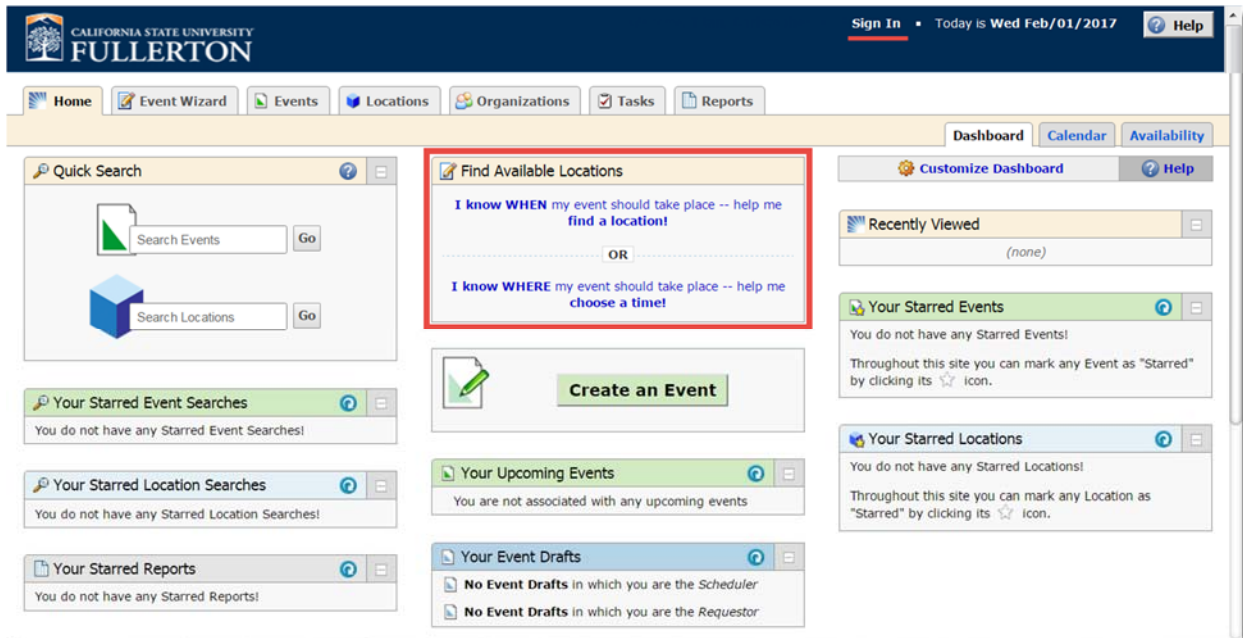 CALIFORNIA STATE UNIVERSITY
FULLERTON
Sign In ▪ Today is Wed Feb/01/2017
Help
Home
Event Wizard
Events
Locations
Organizations
Tasks
Reports
Dashboard
Calendar
Availability
Quick Search
Search Events
Go
Search Locations
Go
Your Starred Event Searches
You do not have any Starred Event Searches!
Your Starred Location Searches
You do not have any Starred Location Searches!
Your Starred Reports
You do not have any Starred Reports!
Find Available Locations
I know WHEN my event should take place -- help me
find a location!
OR
I know WHERE my event should take place -- help me
choose a time!
Create an Event
Your Upcoming Events
You are not associated with any upcoming events
Your Event Drafts
No Event Drafts in which you are the Scheduler
No Event Drafts in which you are the Requestor
Customize Dashboard
Help
Recently Viewed
(none)
Your Starred Events
You do not have any Starred Events!
Throughout this site you can mark any Event as "Starred"
by clicking its ☆ icon.
Your Starred Locations
You do not have any Starred Locations!
Throughout this site you can mark any Location as
"Starred" by clicking its ☆ icon.